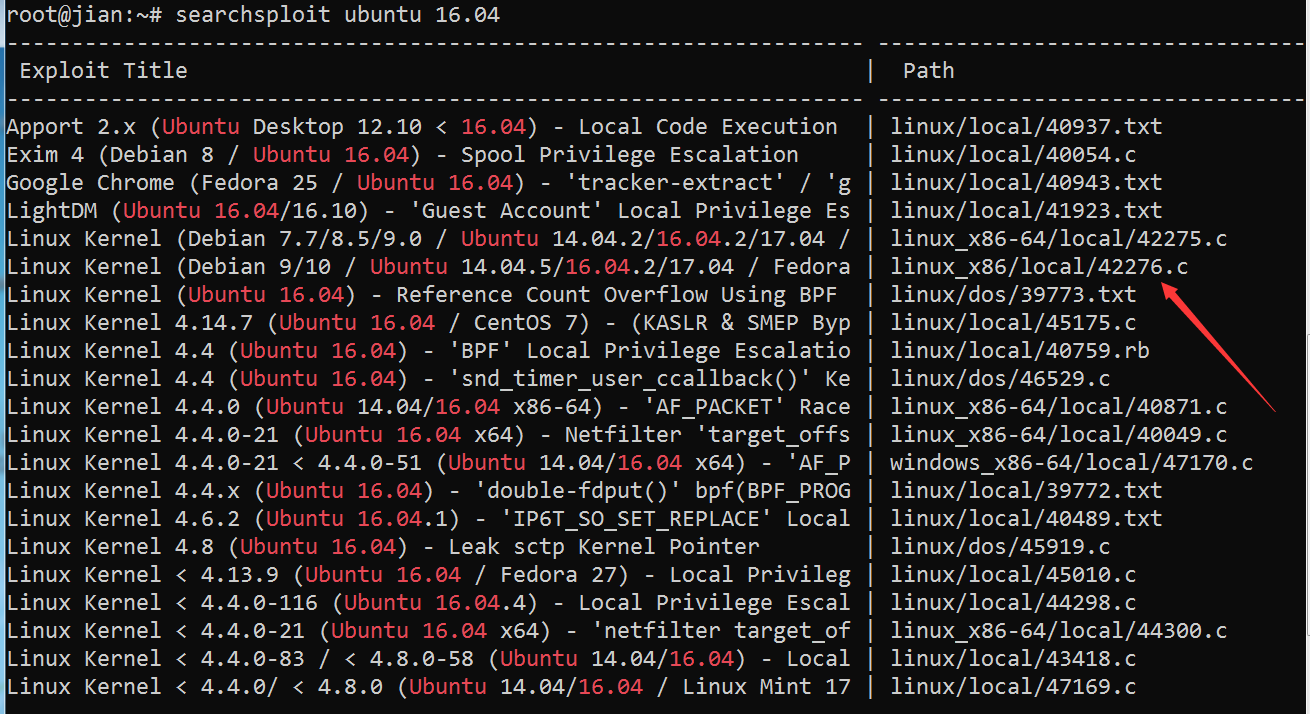 root@jian:~# searchsploit ubuntu 16.04
--------------------------------------------------------------- ---------------------------------
Exploit Title | Path
--------------------------------------------------------------- ---------------------------------
Apport 2.x (Ubuntu Desktop 12.10 < 16.04) - Local Code Execution | linux/local/40937.txt
Exim 4 (Debian 8 / Ubuntu 16.04) - Spool Privilege Escalation | linux/local/40054.c
Google Chrome (Fedora 25 / Ubuntu 16.04) - 'tracker-extract' / 'g | linux/local/40943.txt
LightDM (Ubuntu 16.04/16.10) - 'Guest Account' Local Privilege Es | linux/local/41923.txt
Linux Kernel (Debian 7.7/8.5/9.0 / Ubuntu 14.04.2/16.04.2/17.04 / | linux_x86-64/local/42275.c
Linux Kernel (Debian 9/10 / Ubuntu 14.04.5/16.04.2/17.04 / Fedora | linux_x86/local/42276.c
Linux Kernel (Ubuntu 16.04) - Reference Count Overflow Using BPF | linux/dos/39773.txt
Linux Kernel 4.14.7 (Ubuntu 16.04 / CentOS 7) - (KASLR & SMEP Byp | linux/local/45175.c
Linux Kernel 4.4 (Ubuntu 16.04) - 'BPF' Local Privilege Escalatio | linux/local/40759.rb
Linux Kernel 4.4 (Ubuntu 16.04) - 'snd_timer_user_ccallback()' Ke | linux/dos/46529.c
Linux Kernel 4.4.0 (Ubuntu 14.04/16.04 x86-64) - 'AF_PACKET' Race | linux_x86-64/local/40871.c
Linux Kernel 4.4.0-21 (Ubuntu 16.04 x64) - Netfilter 'target_offs | linux_x86-64/local/40049.c
Linux Kernel 4.4.0-21 < 4.4.0-51 (Ubuntu 14.04/16.04 x64) - 'AF_P | windows_x86-64/local/47170.c
Linux Kernel 4.4.x (Ubuntu 16.04) - 'double-fdput()' bpf(BPF_PROG | linux/local/39772.txt
Linux Kernel 4.6.2 (Ubuntu 16.04.1) - 'IP6T_SO_SET_REPLACE' Local | linux/local/40489.txt
Linux Kernel 4.8 (Ubuntu 16.04) - Leak sctp Kernel Pointer | linux/dos/45919.c
Linux Kernel < 4.13.9 (Ubuntu 16.04 / Fedora 27) - Local Privileg | linux/local/45010.c
Linux Kernel < 4.4.0-116 (Ubuntu 16.04.4) - Local Privilege Escal | linux/local/44298.c
Linux Kernel < 4.4.0-21 (Ubuntu 16.04 x64) - 'netfilter target_of | linux_x86-64/local/44300.c
Linux Kernel < 4.4.0-83 / < 4.8.0-58 (Ubuntu 14.04/16.04) - Local | linux/local/43418.c
Linux Kernel < 4.4.0/ < 4.8.0 (Ubuntu 14.04/16.04 / Linux Mint 17 | linux/local/47169.c